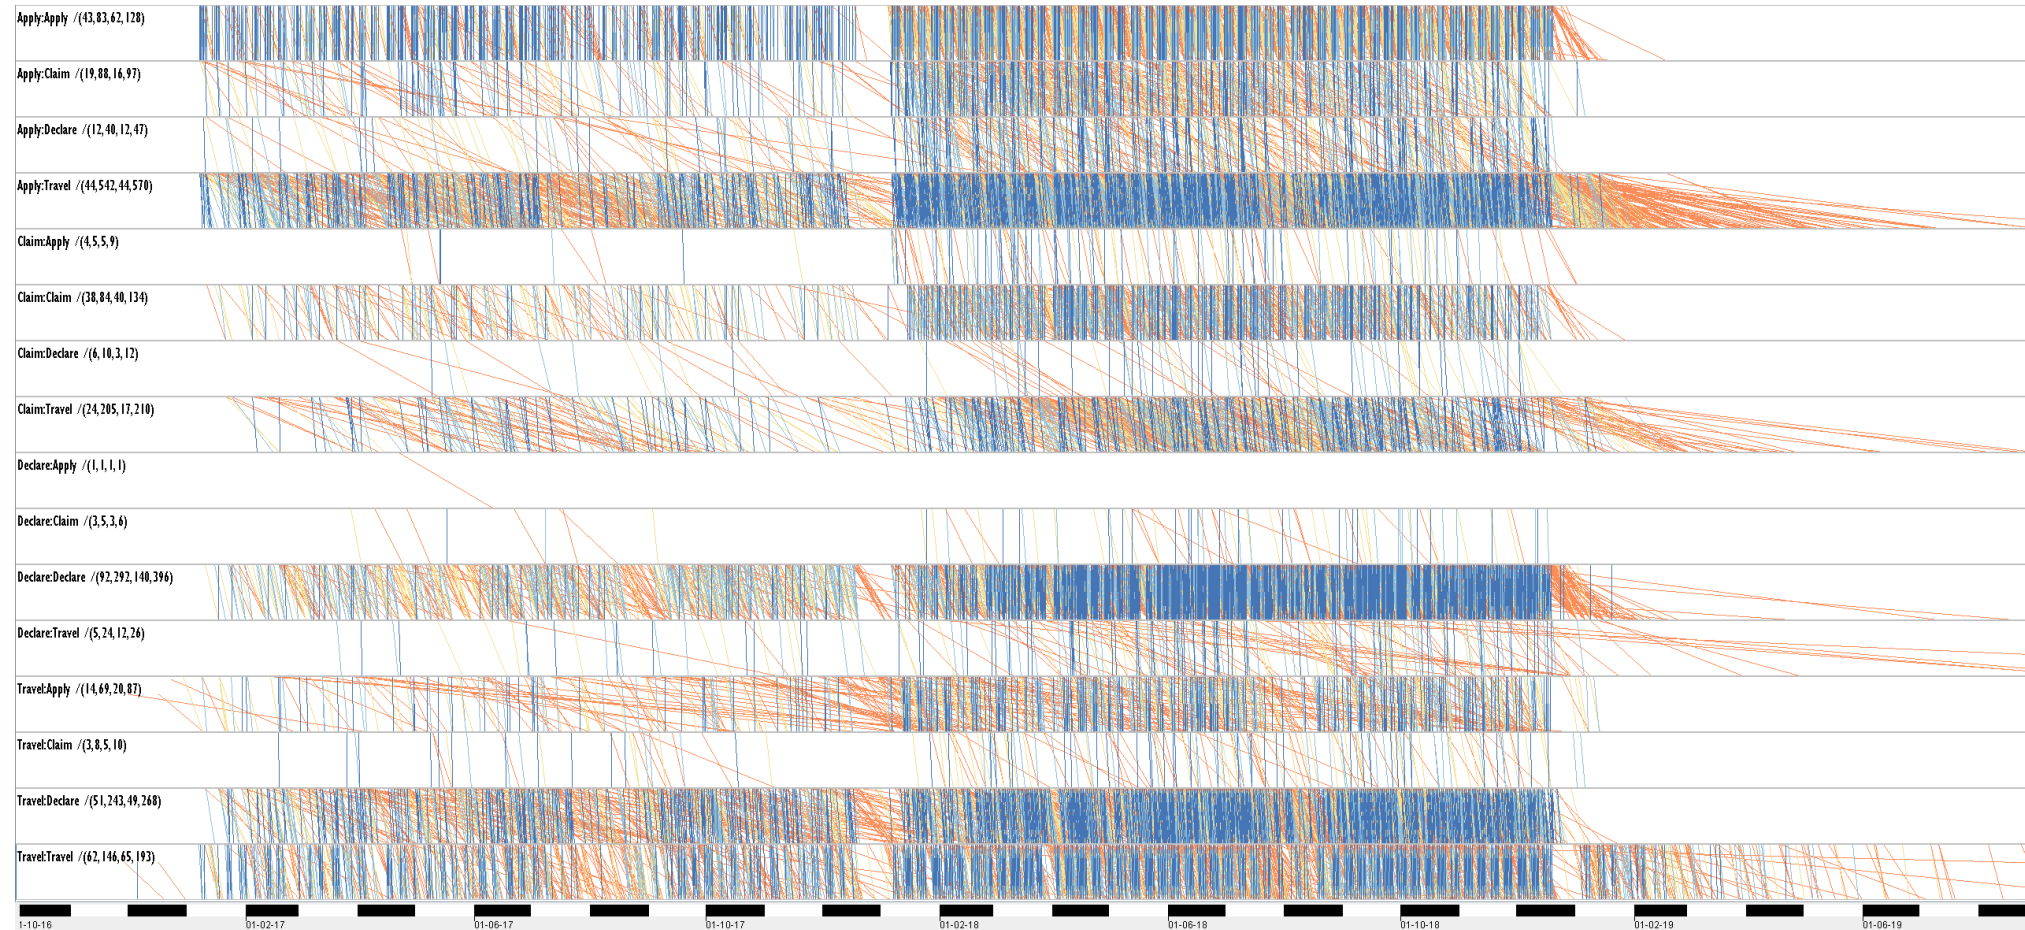 Apply:Apply /(43,83,62,128)
Apply:Claim /(19,88,16,97)
Apply:Declare /(12,40,12,47)
Apply:Travel /(44,542,44,570)
Claim:Apply /(4,5,5,9)
Claim:Claim /(38,84,40,134)
Claim:Declare /(6,10,3,12)
Claim:Travel /(24,205,17,210)
Declare:Apply /(1,1,1,1)
Declare:Claim /(3,5,3,6)
Declare:Declare /(92,292,140,396)
Declare:Travel /(5,24,12,26)
Travel:Apply /(14,69,20,87)
Travel:Claim /(3,8,5,10)
Travel:Declare /(51,243,49,268)
Travel:Travel /(62,146,65,193)
1-10-16 01-02-17 01-06-17 01-10-17 01-02-18 01-06-18 01-10-18 01-02-19 01-06-19